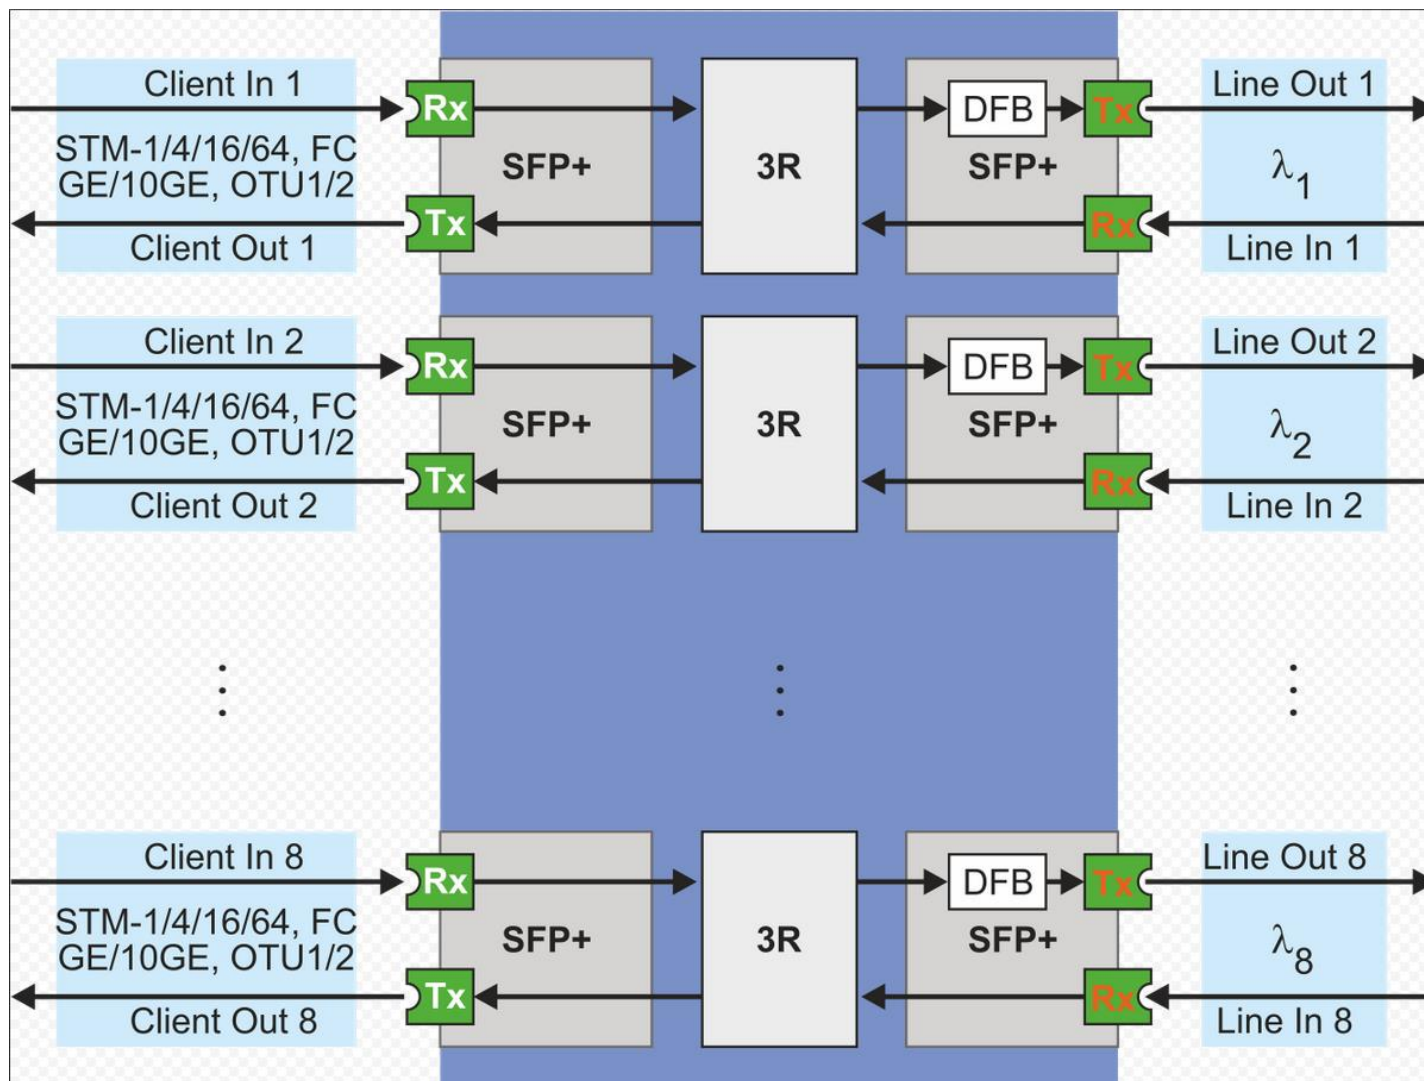 Client In 1
STM-1/4/16/64, FC
GE/10GE, OTU1/2
Client Out 1
Rx
Tx
SFP+
3R
DFB
SFP+
Tx
Rx
Line Out 1
λ1
Line In 1
Client In 2
STM-1/4/16/64, FC
GE/10GE, OTU1/2
Client Out 2
Rx
Tx
SFP+
3R
DFB
SFP+
Tx
Rx
Line Out 2
λ2
Line In 2
Client In 8
STM-1/4/16/64, FC
GE/10GE, OTU1/2
Client Out 8
Rx
Tx
SFP+
3R
DFB
SFP+
Tx
Rx
Line Out 8
λ8
Line In 8